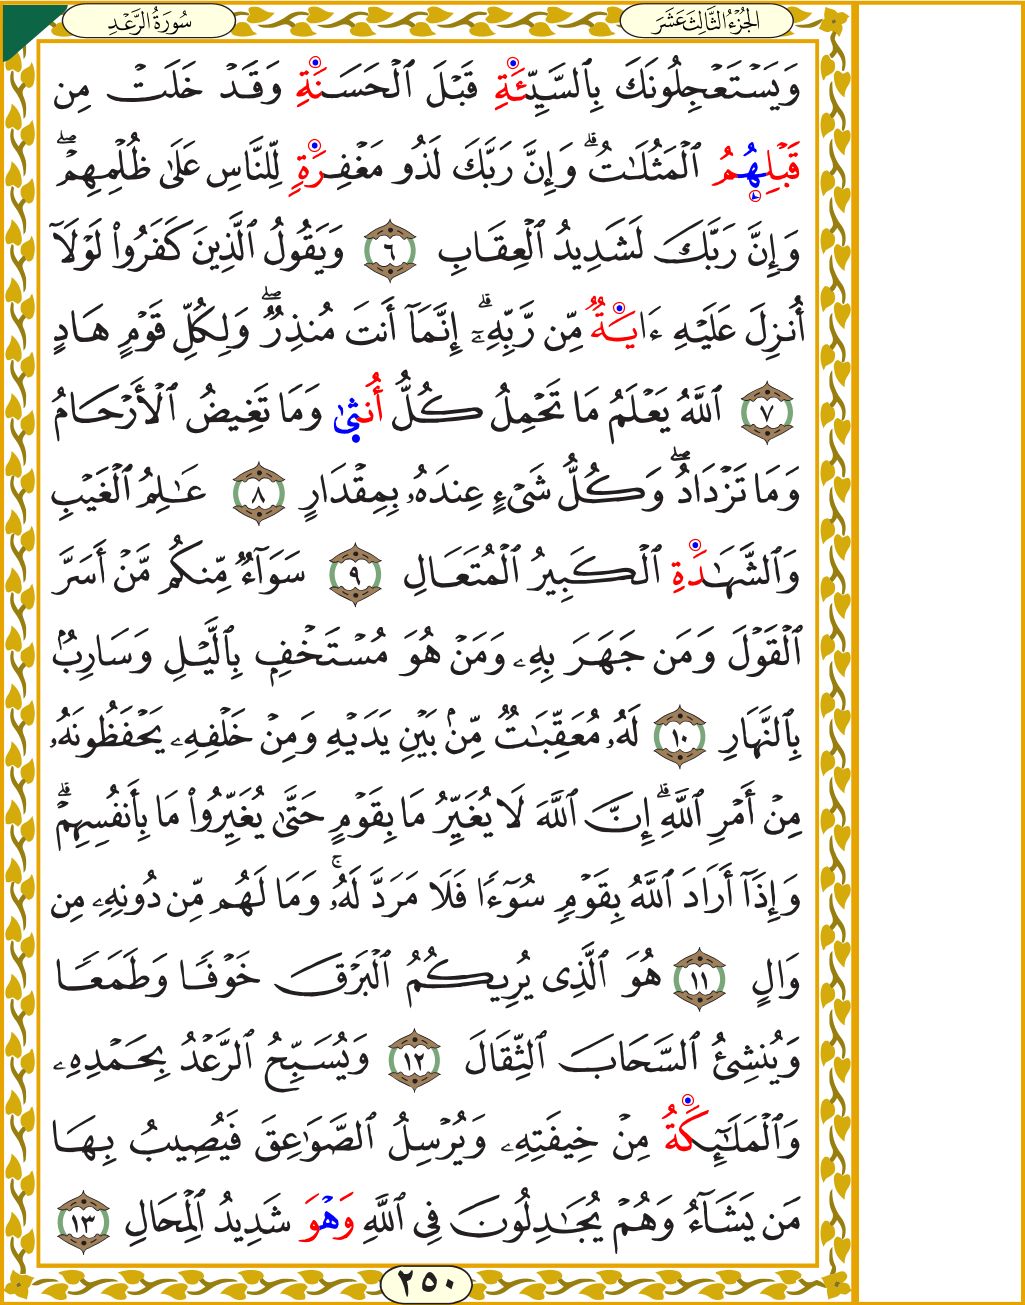 الجُزْءُ الثَّالِثَ عَشَرَ
سُورَةُ الرَّعْدِ
وَيَسْتَعْجِلُونَكَ بِٱلسَّيِّئَةِ قَبْلَ ٱلْحَسَنَةِ وَقَدْ خَلَتْ مِن
قَبْلِهُمُ ٱلْمَثُلَٰتُۗ وَإِنَّ رَبَّكَ لَذُو مَغْفِرَةٍ لِّلنَّاسِ عَلَىٰ ظُلْمِهِمْۖ
وَإِنَّ رَبَّكَ لَشَدِيدُ ٱلْعِقَابِ ٦ وَيَقُولُ ٱلَّذِينَ كَفَرُوا۟ لَوْلَآ
أُنزِلَ عَلَيْهِ ءَايَةٌ مِّن رَّبِّهِۦٓۗ إِنَّمَآ أَنتَ مُنذِرٌۖ وَلِكُلِّ قَوْمٍ هَادٍ
٧ ٱللَّهُ يَعْلَمُ مَا تَحْمِلُ كُلُّ أُنثَىٰ وَمَا تَغِيضُ ٱلْأَرْحَامُ
وَمَا تَزْدَادُۖ وَكُلُّ شَىْءٍ عِندَهُۥ بِمِقْدَارٍ ٨ عَٰلِمُ ٱلْغَيْبِ
وَٱلشَّهَٰدَةِ ٱلْكَبِيرُ ٱلْمُتَعَالِ ٩ سَوَآءٌ مِّنكُم مَّنْ أَسَرَّ
ٱلْقَوْلَ وَمَن جَهَرَ بِهِۦ وَمَنْ هُوَ مُسْتَخْفٍۭ بِٱلَّيْلِ وَسَارِبٌۢ
بِٱلنَّهَارِ ١٠ لَهُۥ مُعَقِّبَٰتٌ مِّنۢ بَيْنِ يَدَيْهِ وَمِنْ خَلْفِهِۦ يَحْفَظُونَهُۥ
مِنْ أَمْرِ ٱللَّهِۗ إِنَّ ٱللَّهَ لَا يُغَيِّرُ مَا بِقَوْمٍ حَتَّىٰ يُغَيِّرُوا۟ مَا بِأَنفُسِهِمْۗ
وَإِذَآ أَرَادَ ٱللَّهُ بِقَوْمٍ سُوٓءًا فَلَا مَرَدَّ لَهُۥۚ وَمَا لَهُم مِّن دُونِهِۦ مِن
وَالٍ ١١ هُوَ ٱلَّذِى يُرِيكُمُ ٱلْبَرْقَ خَوْفًا وَطَمَعًا
وَيُنشِئُ ٱلسَّحَابَ ٱلثِّقَالَ ١٢ وَيُسَبِّحُ ٱلرَّعْدُ بِحَمْدِهِۦ
وَٱلْمَلَٰٓئِكَةُ مِنْ خِيفَتِهِۦ وَيُرْسِلُ ٱلصَّوَٰعِقَ فَيُصِيبُ بِهَا
مَن يَشَآءُ وَهُمْ يُجَٰدِلُونَ فِى ٱللَّهِ وَهْوَ شَدِيدُ ٱلْمِحَالِ ١٣
٢٥٠